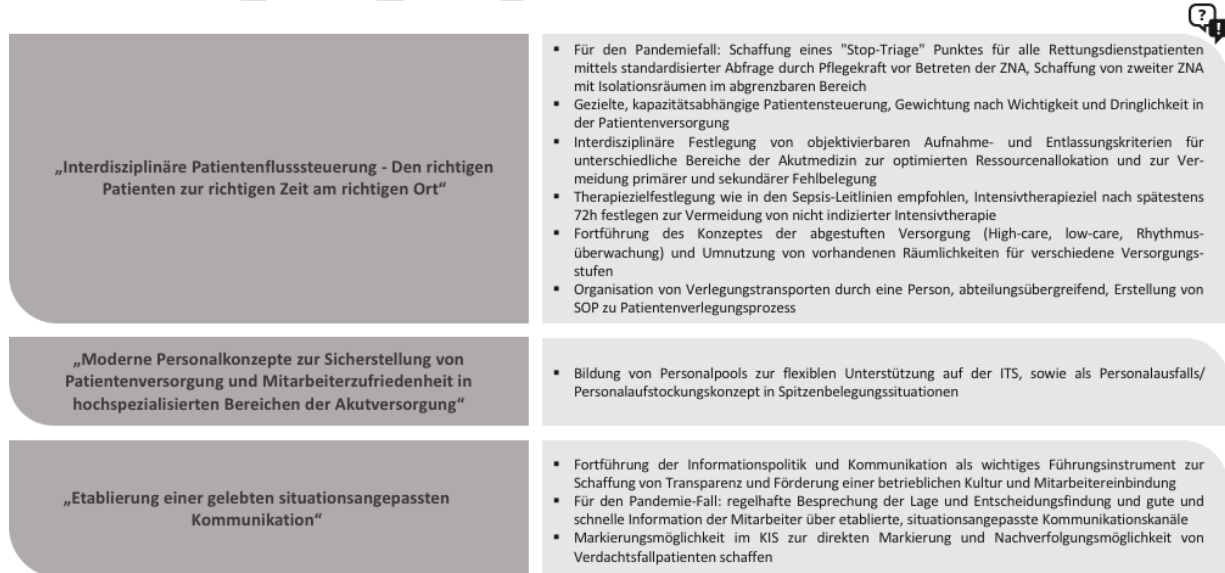 ?
!
„Interdisziplinäre Patientenflusssteuerung - Den richtigen
Patienten zur richtigen Zeit am richtigen Ort“
▪ Für den Pandemiefall: Schaffung eines "Stop-Triage" Punktes für alle Rettungsdienstpatienten
mittels standardisierter Abfrage durch Pflegekraft vor Betreten der ZNA, Schaffung von zweiter ZNA
mit Isolationsräumen im abgrenzbaren Bereich
▪ Gezielte, kapazitätsabhängige Patientensteuerung, Gewichtung nach Wichtigkeit und Dringlichkeit in
der Patientenversorgung
▪ Interdisziplinäre Festlegung von objektivierbaren Aufnahme- und Entlassungskriterien für
unterschiedliche Bereiche der Akutmedizin zur optimierten Ressourcenallokation und zur Ver-
meidung primärer und sekundärer Fehlbelegung
▪ Therapiezielfestlegung wie in den Sepsis-Leitlinien empfohlen, Intensivtherapieziel nach spätestens
72h festlegen zur Vermeidung von nicht indizierter Intensivtherapie
▪ Fortführung des Konzeptes der abgestuften Versorgung (High-care, low-care, Rhythmus-
überwachung) und Umnutzung von vorhandenen Räumlichkeiten für verschiedene Versorgungs-
stufen
▪ Organisation von Verlegungstransporten durch eine Person, abteilungsübergreifend, Erstellung von
SOP zu Patientenverlegungsprozess
„Moderne Personalkonzepte zur Sicherstellung von
Patientenversorgung und Mitarbeiterzufriedenheit in
hochspezialisierten Bereichen der Akutversorgung“
▪ Bildung von Personalpools zur flexiblen Unterstützung auf der ITS, sowie als Personalausfalls/
Personalaufstockungskonzept in Spitzenbelegungssituationen
„Etablierung einer gelebten situationsangepassten
Kommunikation“
▪ Fortführung der Informationspolitik und Kommunikation als wichtiges Führungsinstrument zur
Schaffung von Transparenz und Förderung einer betrieblichen Kultur und Mitarbeitereinbindung
▪ Für den Pandemie-Fall: regelhafte Besprechung der Lage und Entscheidungsfindung und gute und
schnelle Information der Mitarbeiter über etablierte, situationsangepasste Kommunikationskanäle
▪ Markierungsmöglichkeit im KIS zur direkten Markierung und Nachverfolgungsmöglichkeit von
Verdachtsfallpatienten schaffen